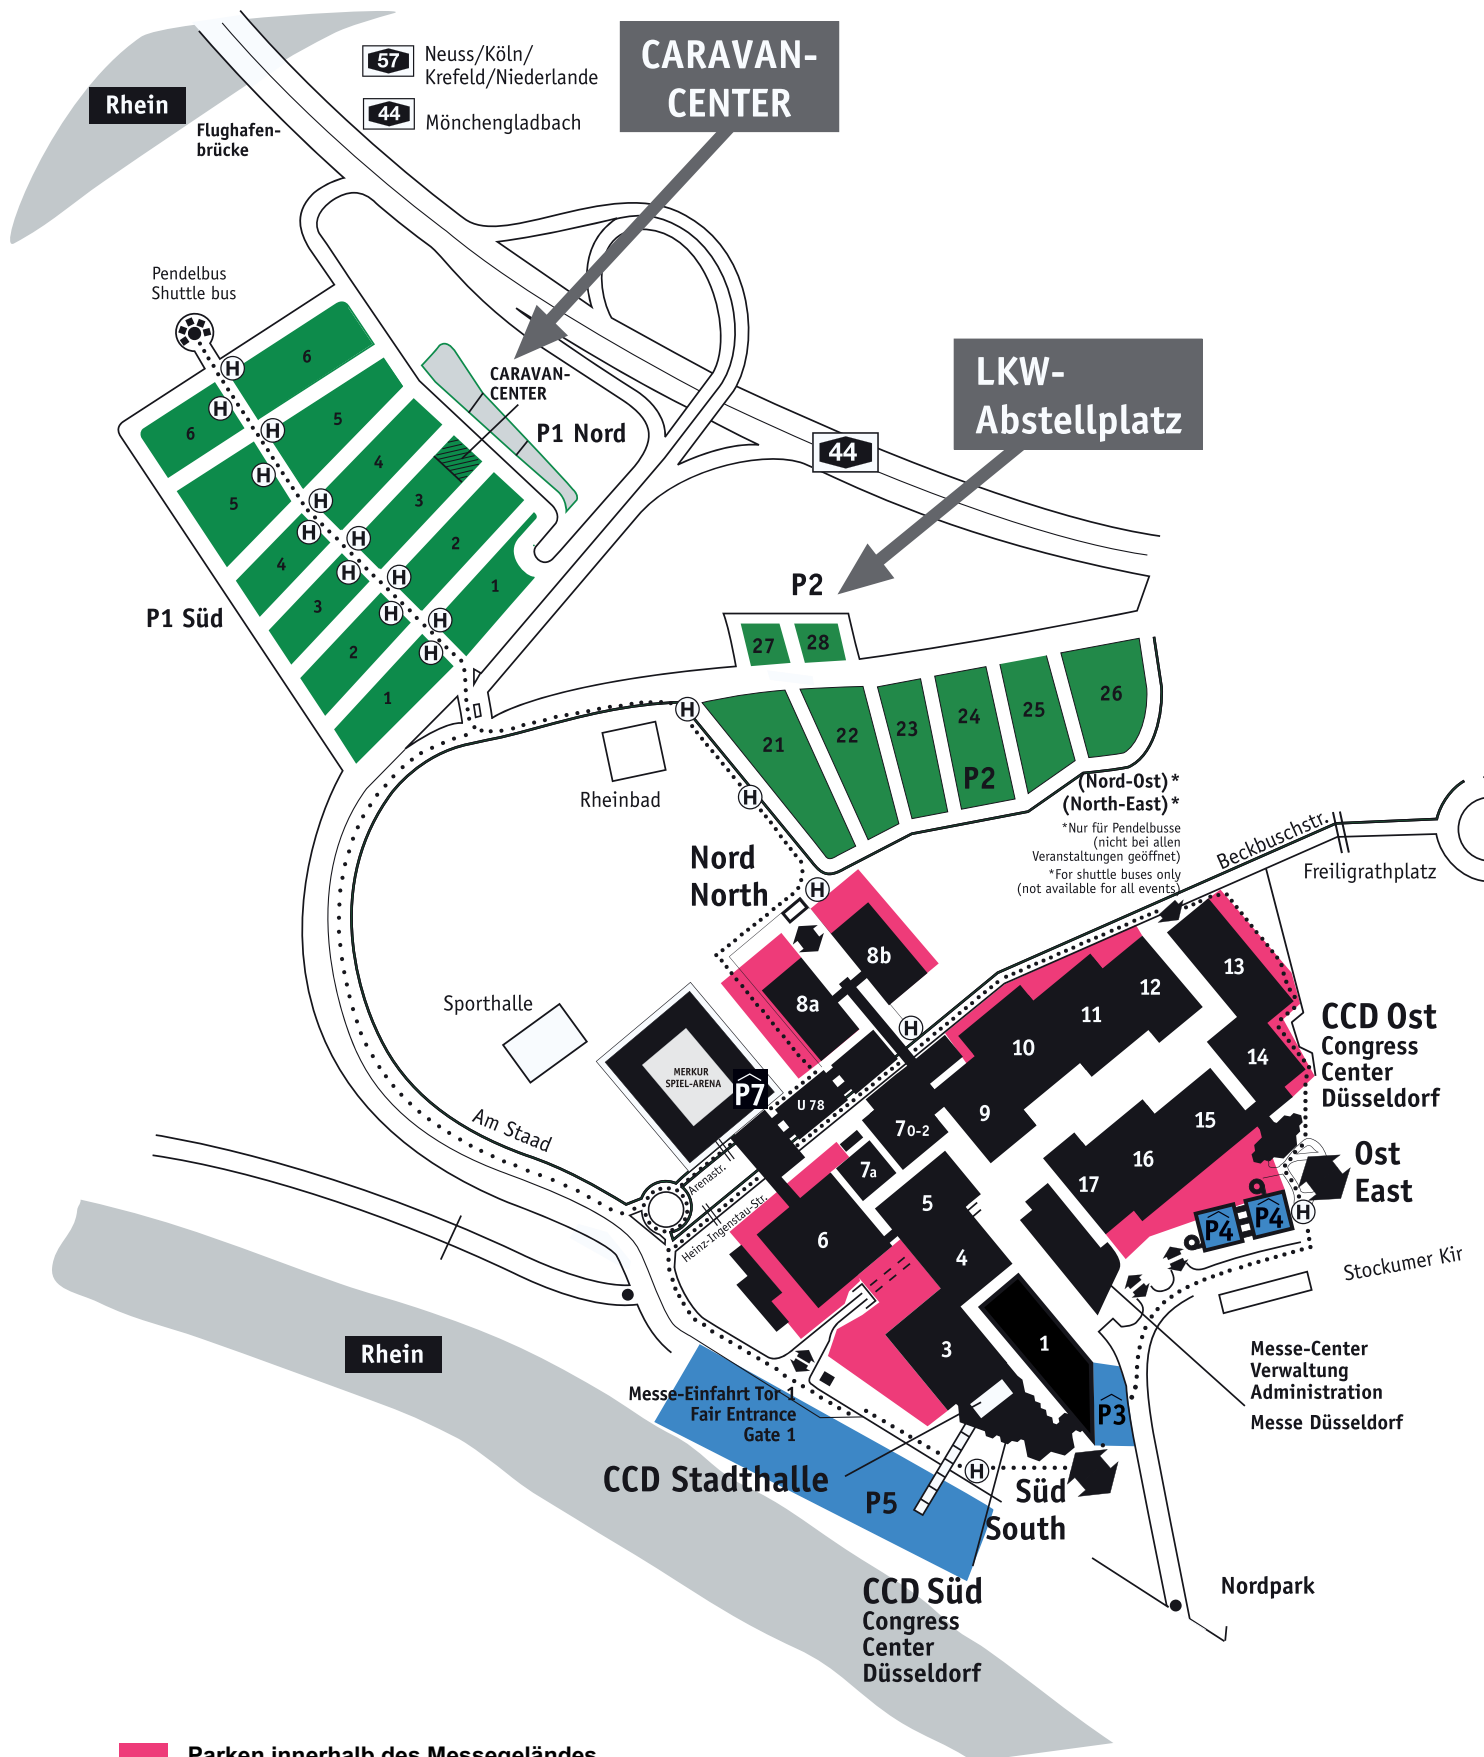 57
Neuss/Köln/
Krefeld/Niederlande
44
Mönchengladbach
CARAVAN-
CENTER
Rhein
Flughafen-
brücke
Pendelbus
Shuttle bus
LKW-
Abstellplatz
CARAVAN-
CENTER
P1 Nord
44
6
6
5
5
4
4
3
3
2
2
1
1
H
H
H
H
H
H
H
H
H
H
H
H
P1 Süd
P2
27
28
H
21
22
23
24
25
26
P2
(Nord-Ost)*
(North-East)*
*Nur für Pendelbusse
(nicht bei allen
Veranstaltungen geöffnet)
*For shuttle buses only
(not available for all events)
Rheinbad
H
Nord
North
H
Beckbuschstr.
Freiligrathplatz
8b
8a
H
13
12
11
10
14
CCD Ost
Congress
Center
Düsseldorf
Sporthalle
MERKUR
SPIEL-ARENA
P7
U 78
70-2
9
15
16
17
7a
5
Ost
East
P4
P4
H
Am Staad
Arenastr.
Heinz-Ingenstau-Str.
6
4
3
1
Stockumer Kir
Rhein
Messe-Center
Verwaltung
Administration
Messe Düsseldorf
P3
Messe-Einfahrt Tor 1
Fair Entrance
Gate 1
CCD Stadthalle
P5
H
Süd
South
CCD Süd
Congress
Center
Düsseldorf
Nordpark
Parken innerhalb des Messegeländes